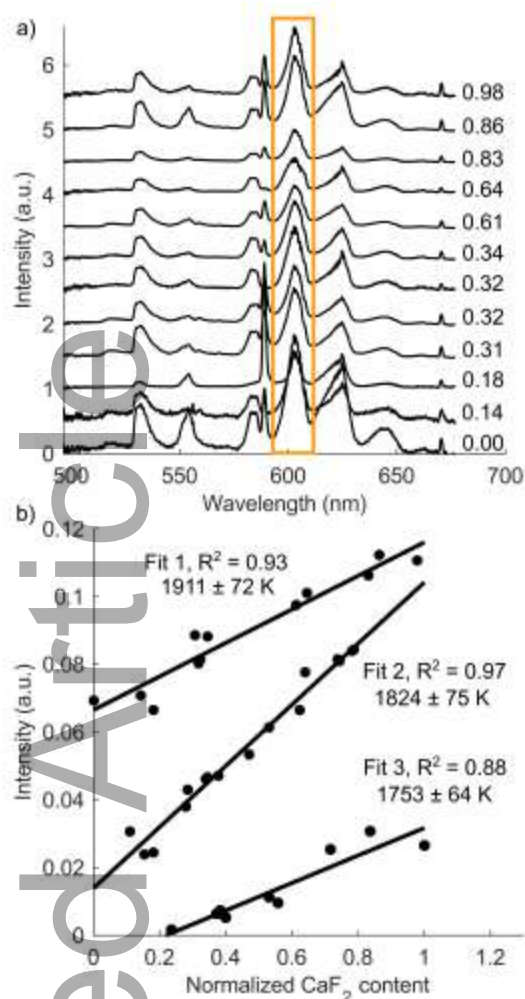 a)
6
5
4
3
2
1
0
Intensity (a.u.)
0.98
0.86
0.83
0.64
0.61
0.34
0.32
0.32
0.31
0.18
0.14
0.00
500 550 600 650 700
Wavelength (nm)
b)
0.12
0.1
0.08
0.06
0.04
0.02
0
Intensity (a.u.)
Fit 1, R² = 0.93
1911 ± 72 K
Fit 2, R² = 0.97
1824 ± 75 K
Fit 3, R² = 0.88
1753 ± 64 K
0 0.2 0.4 0.6 0.8 1 1.2
Normalized CaF₂ content
ed Article